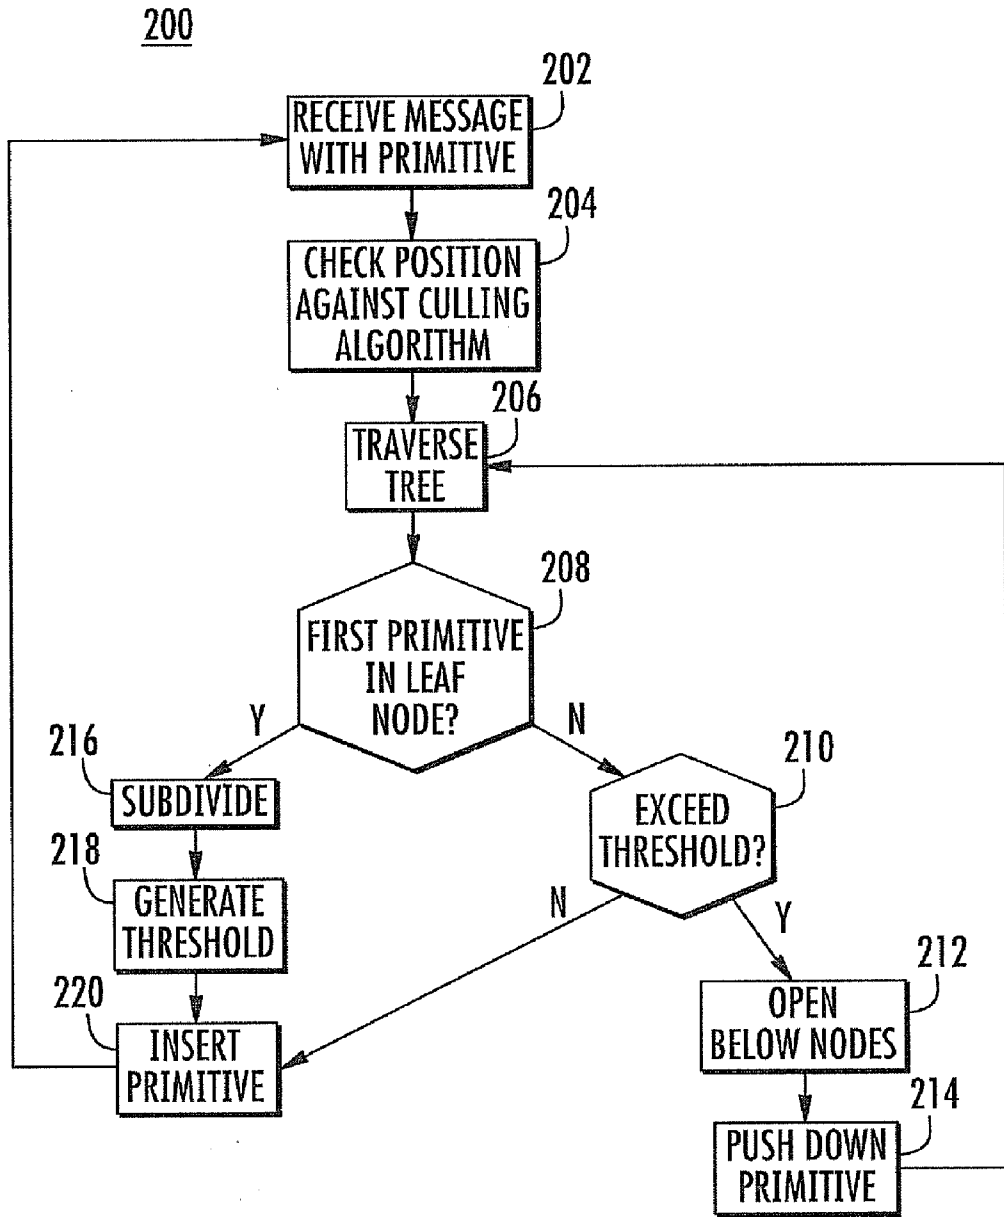 200
202
RECEIVE MESSAGE
WITH PRIMITIVE
204
CHECK POSITION
AGAINST CULLING
ALGORITHM
206
TRAVERSE
TREE
208
FIRST PRIMITIVE
IN LEAF
NODE?
Y
N
216
SUBDIVIDE
210
EXCEED
THRESHOLD?
218
GENERATE
THRESHOLD
N
Y
212
OPEN
BELOW NODES
220
INSERT
PRIMITIVE
214
PUSH DOWN
PRIMITIVE